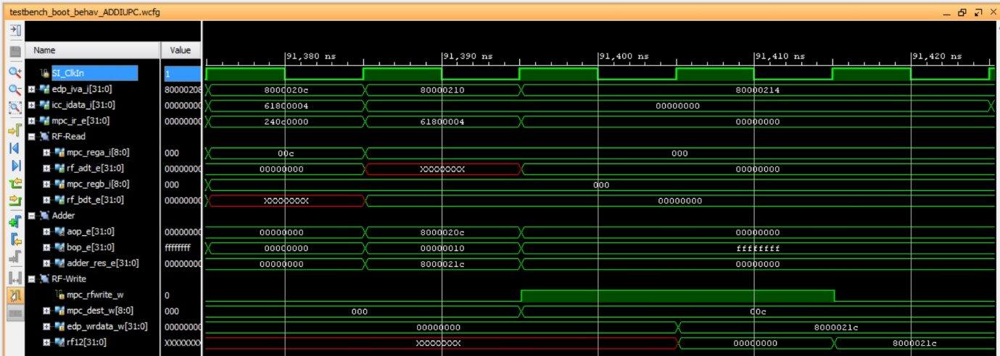 testbench_boot_behav_ADDIUPC.wcfg
Name Value 91,380 ns 91,390 ns 91,400 ns 91,410 ns 91,420 ns
SI_ClkIn 1
edp_iva_i[31:0] 80000208 8000020c 80000210 80000214
icc_idata_i[31:0] 00000000 61800004 00000000
mpc_ir_e[31:0] 00000000 240c0000 61800004 00000000
RF-Read
mpc_rega_i[8:0] 000 00c 000
rf_adt_e[31:0] 00000000 00000000 XXXXXXXX 00000000
mpc_regb_i[8:0] 000 000
rf_bdt_e[31:0] 00000000 XXXXXXXX 00000000
Adder
aop_e[31:0] 00000000 00000000 8000020c 00000000
bop_e[31:0] ffffffff 00000000 00000010 ffffffff
adder_res_e[31:0] 00000000 00000000 8000021c 00000000
RF-Write
mpc_rfwrite_w 0
mpc_dest_w[8:0] 000 000 00c
edp_wrdata_w[31:0] 00000000 00000000 8000021c
rf12[31:0] XXXXXXXX XXXXXXXX 00000000 8000021c